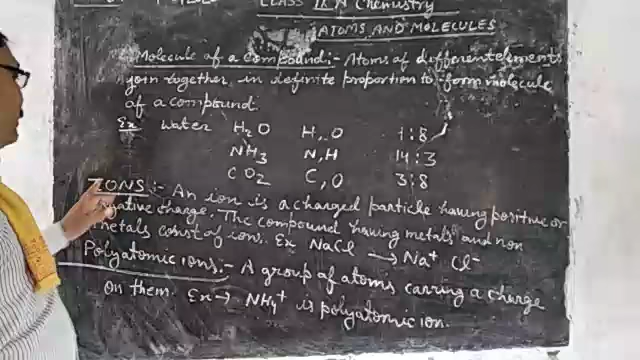 CLASS IX A Chemistry
ATOMS AND MOLECULES
Molecule of a Compound:- Atoms of different elements
join together in definite proportion to form molecule
of a compound.
Ex Water H2O H, O 1:8
NH3 N, H 14:3
CO2 C, O 3:8
IONS:- An ion is a charged particle having positive or
negative charge. The compound having metals and non
metals consist of ions. Ex NaCl → Na+ Cl-
Polyatomic ions:- A group of atoms carring a charge
on them. Ex → NH4+ is polyatomic ion.